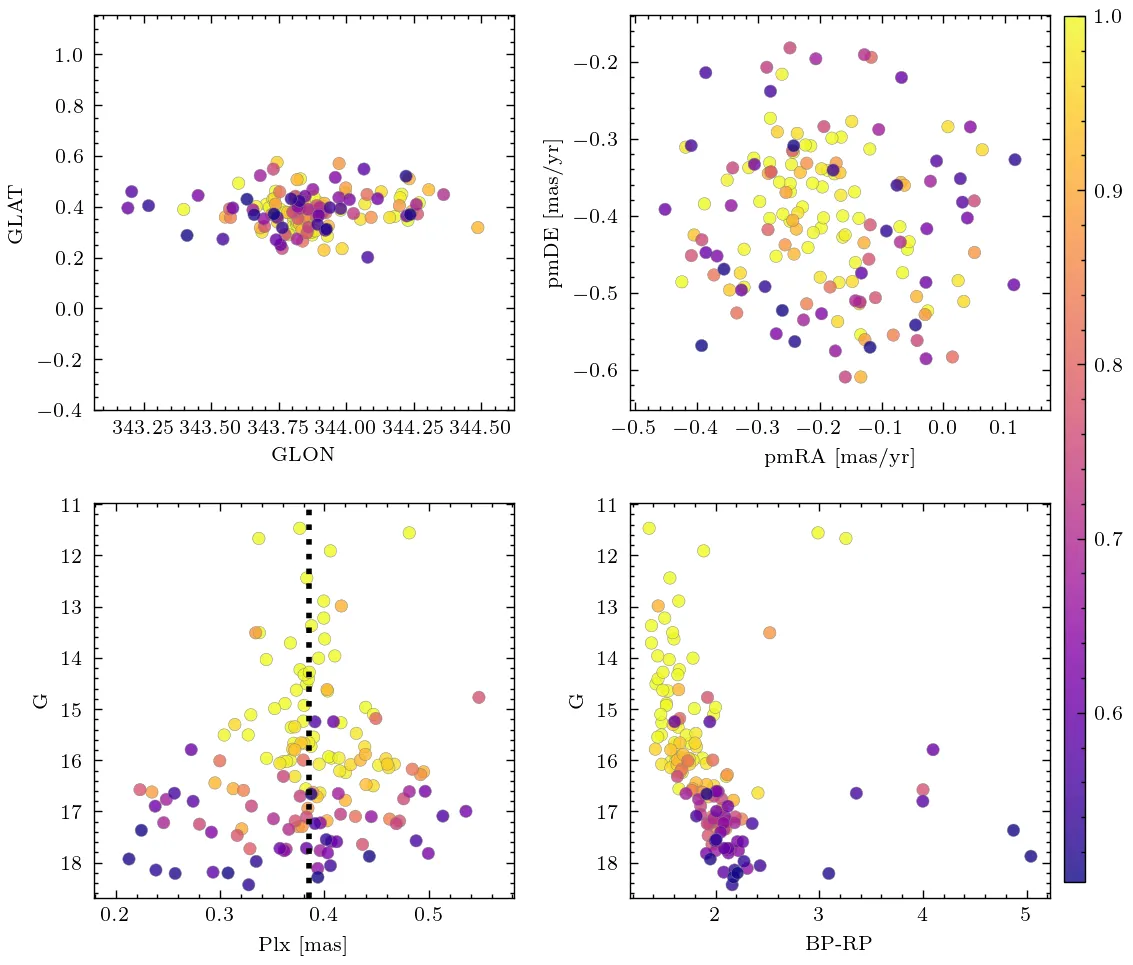 1.0
0.8
0.6
0.4
0.2
0.0
−0.2
−0.4
GLAT
343.25 343.50 343.75 344.00 344.25 344.50
GLON
−0.2
−0.3
−0.4
−0.5
−0.6
pmDE [mas/yr]
−0.5 −0.4 −0.3 −0.2 −0.1 0.0 0.1
pmRA [mas/yr]
1.0
0.9
0.8
0.7
0.6
11
12
13
14
15
16
17
18
G
0.2 0.3 0.4 0.5
Plx [mas]
11
12
13
14
15
16
17
18
G
2 3 4 5
BP-RP